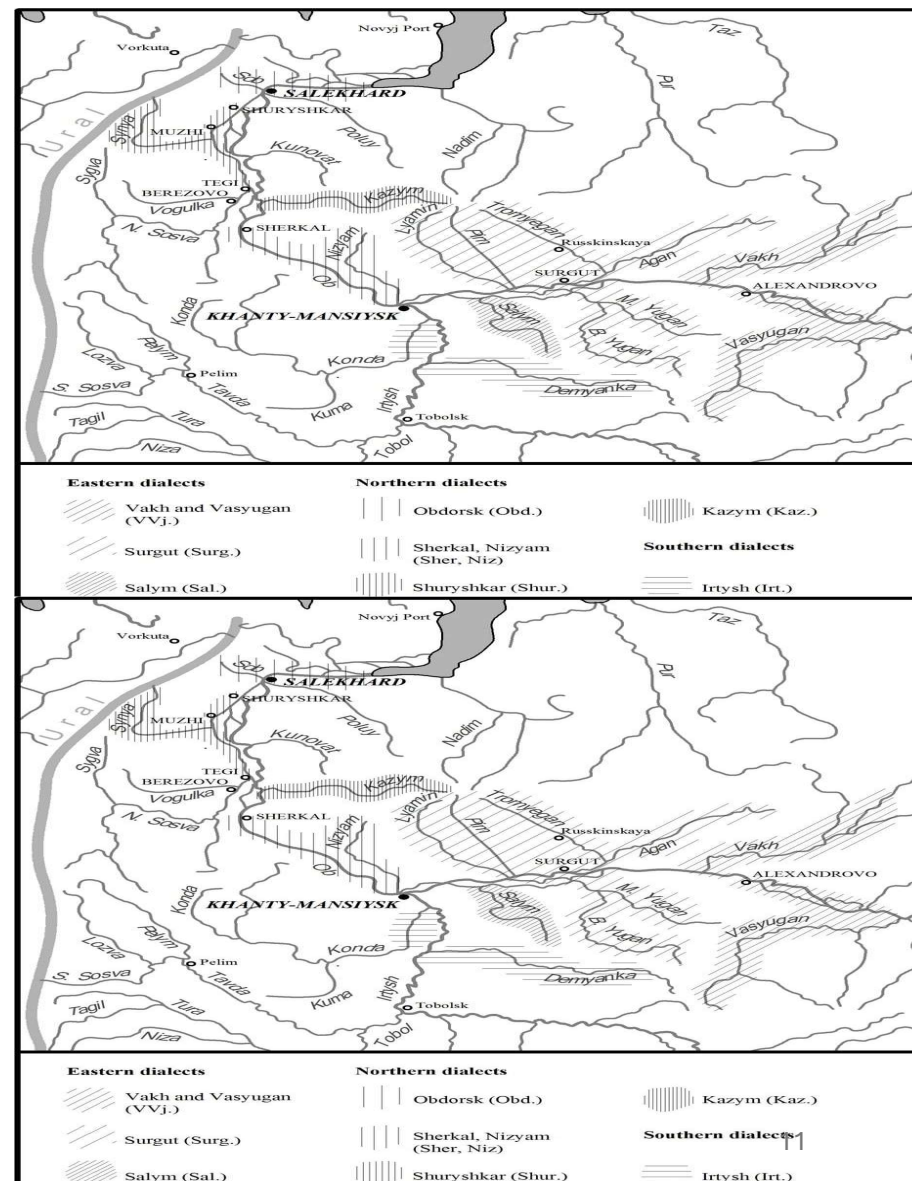 Novyj Port
Taz
Vorkuta
Pur
Sob
SALEKHARD
SHURYSHKAR
Ural
Synya
MUZHI
Poluy
Nadim
Kunovat
Sygva
TEGI
BEREZOVO
Kazym
Vogulka
Lyamin
Tromyegan
N. Sosva
SHERKAL
Nizyam
Pim
Russkinskaya
Agan
Vakh
Ob
SURGUT
ALEXANDROVO
Konda
KHANTY-MANSIYSK
Salym
M. Yugan
B. Yugan
Vasyugan
Pelym
Lozva
Konda
Pelim
S. Sosva
Tavda
Demyanka
Kuma
Irtysh
Tagil
Tura
Tobolsk
Niza
Tobol
Eastern dialects Northern dialects
Vakh and Vasyugan
(VVj.)
Obdorsk (Obd.) Kazym (Kaz.)
Surgut (Surg.)
Sherkal, Nizyam
(Sher, Niz)
Southern dialects
Salym (Sal.) Shuryshkar (Shur.) Irtysh (Irt.)
Novyj Port
Taz
Vorkuta
Pur
Sob
SALEKHARD
SHURYSHKAR
Ural
Synya
MUZHI
Poluy
Nadim
Kunovat
Sygva
TEGI
BEREZOVO
Kazym
Vogulka
Lyamin
Tromyegan
N. Sosva
SHERKAL
Nizyam
Pim
Russkinskaya
Agan
Vakh
Ob
SURGUT
ALEXANDROVO
Konda
KHANTY-MANSIYSK
Salym
M. Yugan
B. Yugan
Vasyugan
Pelym
Lozva
Konda
Pelim
S. Sosva
Tavda
Demyanka
Kuma
Irtysh
Tagil
Tura
Tobolsk
Niza
Tobol
Eastern dialects Northern dialects
Vakh and Vasyugan
(VVj.)
Obdorsk (Obd.) Kazym (Kaz.)
Surgut (Surg.)
Sherkal, Nizyam
(Sher, Niz)
Southern dialects
11
Salym (Sal.) Shuryshkar (Shur.) Irtysh (Irt.)